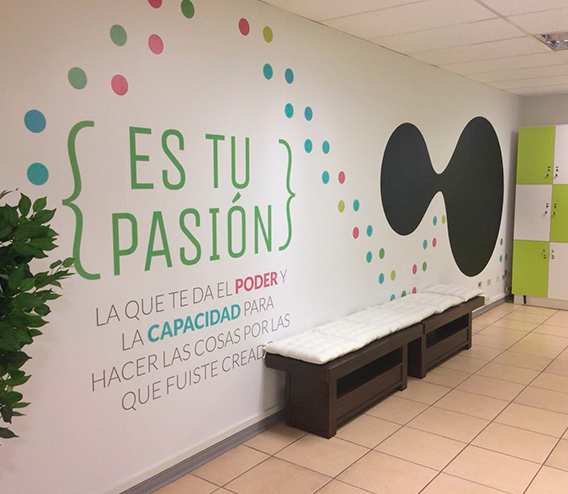 { ES TU
PASIÓN }
LA QUE TE DA EL PODER Y
LA CAPACIDAD PARA
HACER LAS COSAS POR LAS
QUE FUISTE CREADO